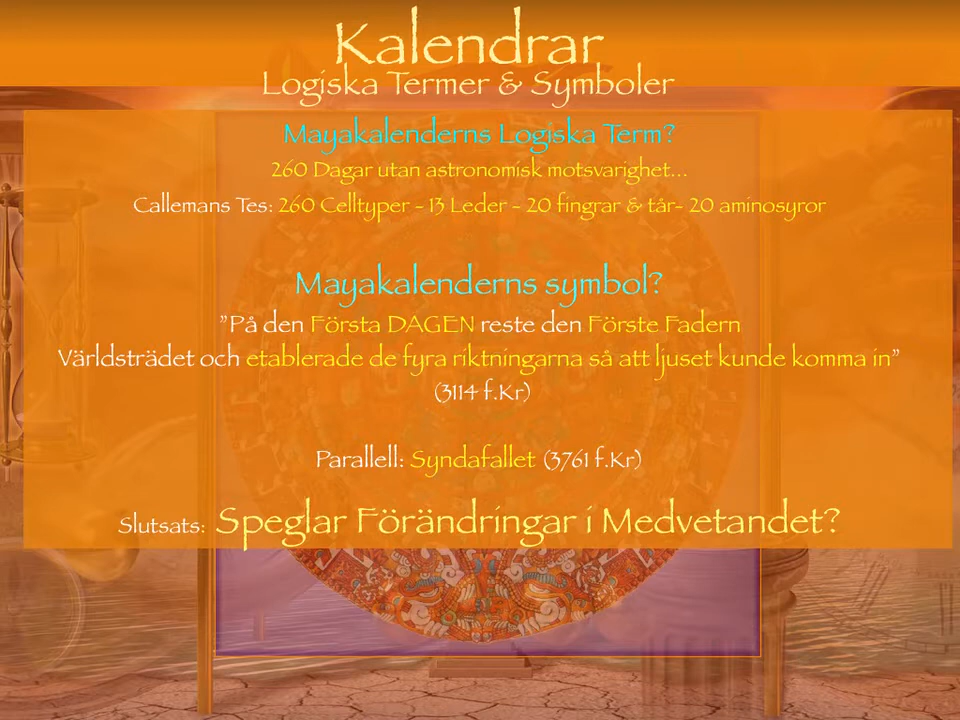 Kalendrar
Logiska Termer & Symboler
Mayakalenderns Logiska Term?
260 Dagar utan astronomisk motsvarighet...
Callemans Tes: 260 Celltyper - 13 Leder - 20 fingrar & tår- 20 aminosyror
Mayakalenderns symbol?
”På den Första DAGEN reste den Förste Fadern
Världsträdet och etablerade de fyra riktningarna så att ljuset kunde komma in”
(3114 f.Kr)
Parallell: Syndafallet (3761 f.Kr)
Slutsats: Speglar Förändringar i Medvetandet?